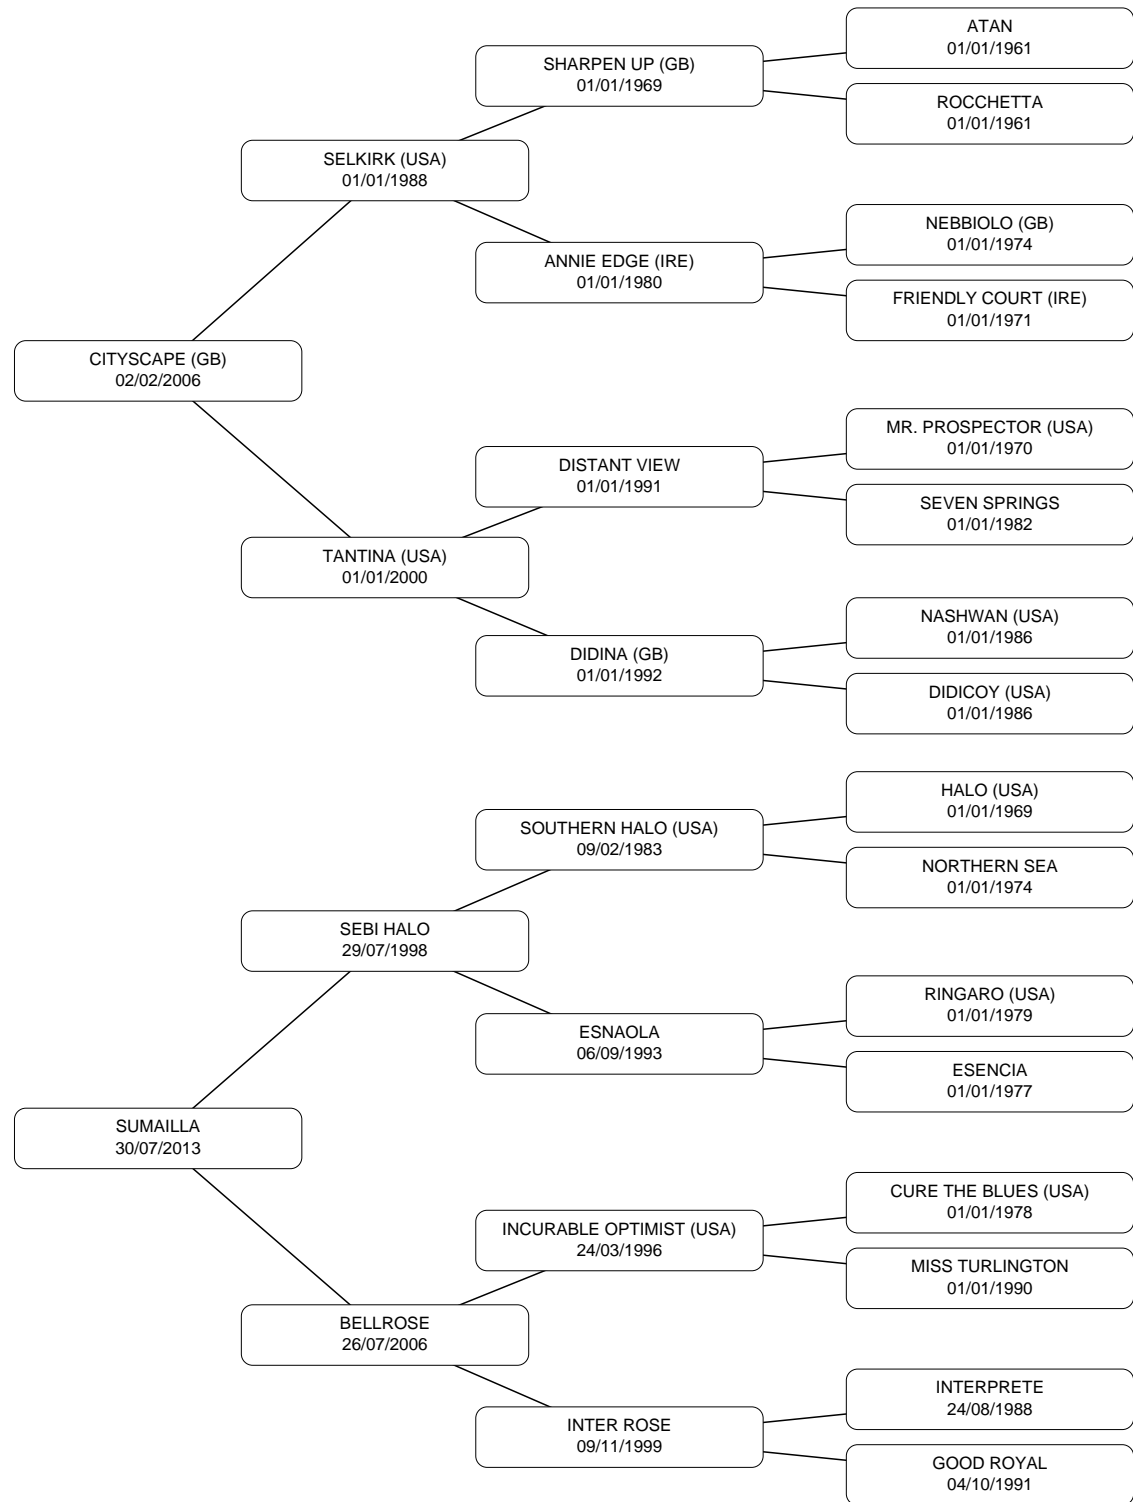 ATAN
01/01/1961
SHARPEN UP (GB)
01/01/1969
ROCCHETTA
01/01/1961
SELKIRK (USA)
01/01/1988
NEBBIOLO (GB)
01/01/1974
ANNIE EDGE (IRE)
01/01/1980
FRIENDLY COURT (IRE)
01/01/1971
CITYSCAPE (GB)
02/02/2006
MR. PROSPECTOR (USA)
01/01/1970
DISTANT VIEW
01/01/1991
SEVEN SPRINGS
01/01/1982
TANTINA (USA)
01/01/2000
NASHWAN (USA)
01/01/1986
DIDINA (GB)
01/01/1992
DIDICOY (USA)
01/01/1986
HALO (USA)
01/01/1969
SOUTHERN HALO (USA)
09/02/1983
NORTHERN SEA
01/01/1974
SEBI HALO
29/07/1998
RINGARO (USA)
01/01/1979
ESNAOLA
06/09/1993
ESENCIA
01/01/1977
SUMAILLA
30/07/2013
CURE THE BLUES (USA)
01/01/1978
INCURABLE OPTIMIST (USA)
24/03/1996
MISS TURLINGTON
01/01/1990
BELLROSE
26/07/2006
INTERPRETE
24/08/1988
INTER ROSE
09/11/1999
GOOD ROYAL
04/10/1991